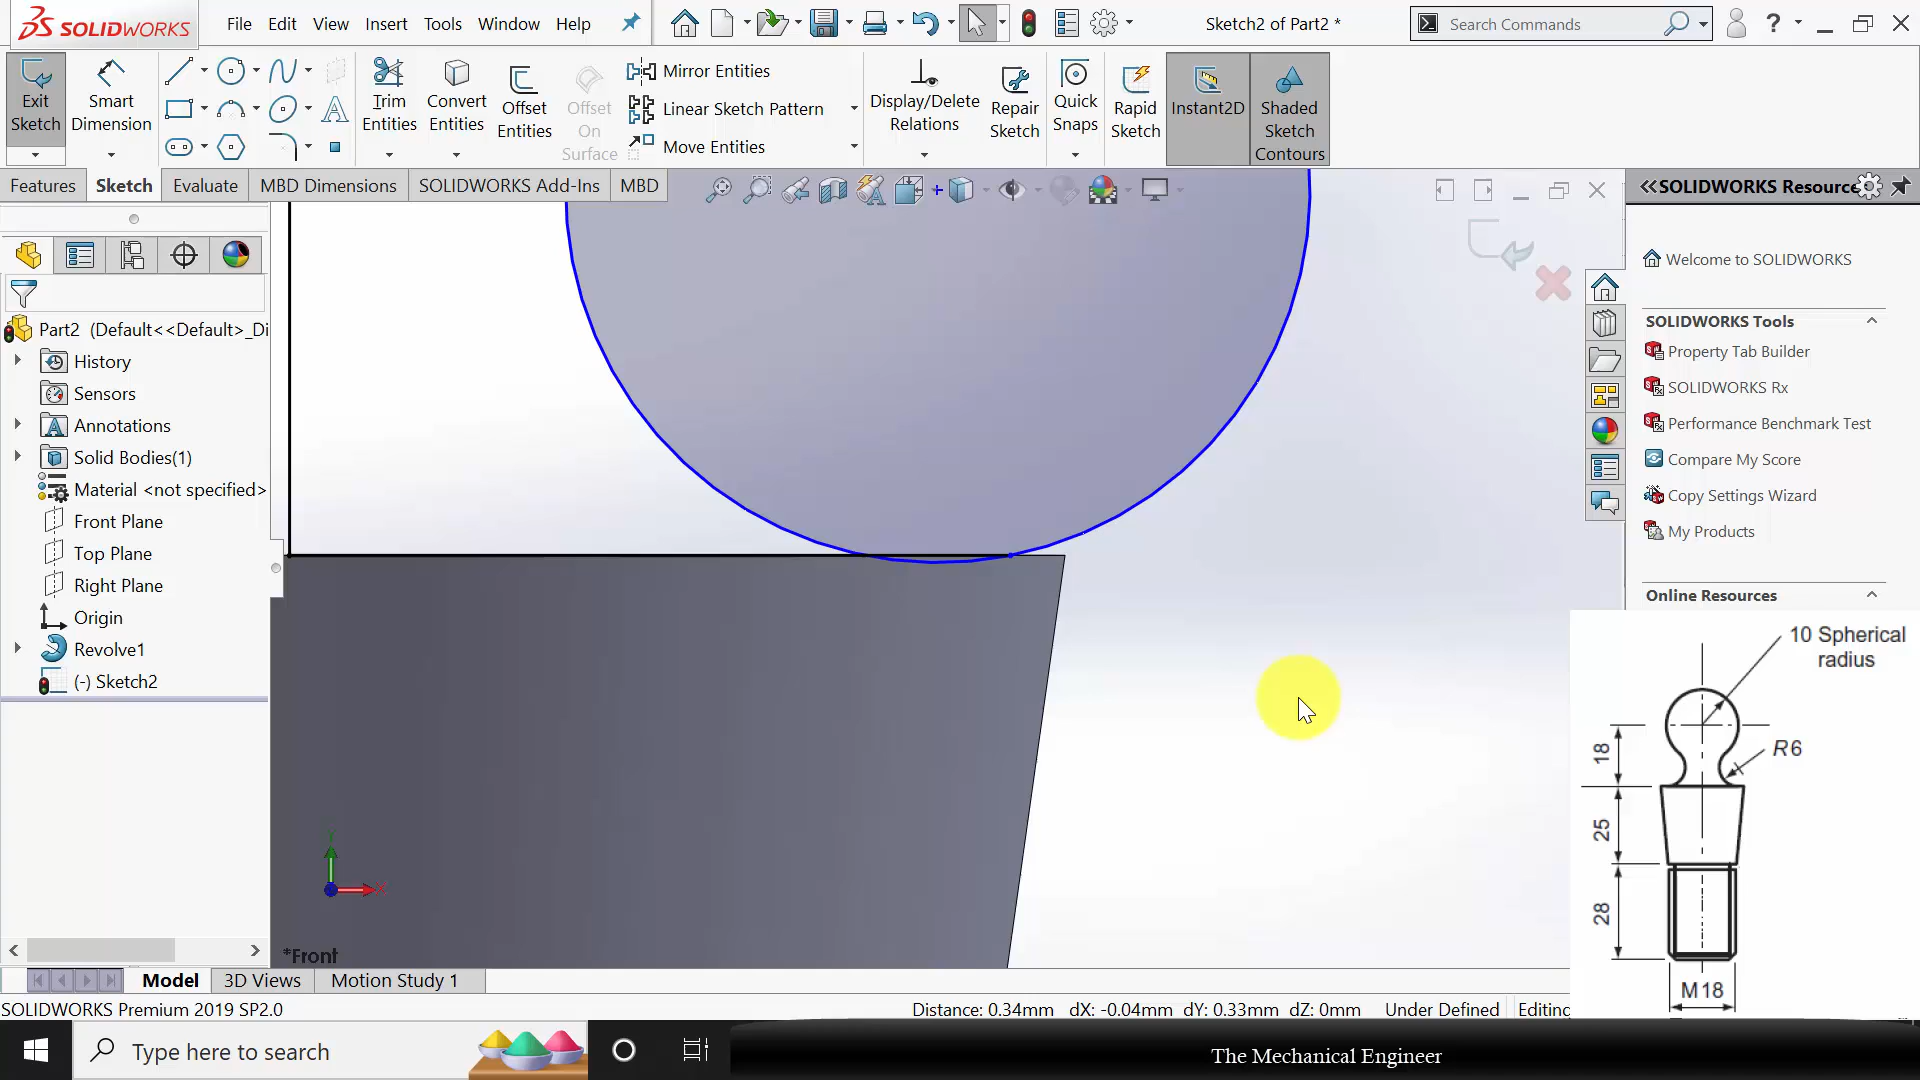 SOLIDWORKS File Edit View Insert Tools Window Help Sketch2 of Part2 * Search Commands ?
Exit Sketch
Smart Dimension
Trim Entities
Convert Entities
Offset Entities
Offset On Surface
Mirror Entities
Linear Sketch Pattern
Move Entities
Display/Delete Relations
Repair Sketch
Quick Snaps
Rapid Sketch
Instant2D
Shaded Sketch Contours
Features Sketch Evaluate MBD Dimensions SOLIDWORKS Add-Ins MBD
SOLIDWORKS Resource
Part2 (Default<<Default>_Di
History
Sensors
Annotations
Solid Bodies(1)
Material <not specified>
Front Plane
Top Plane
Right Plane
Origin
Revolve1
(-) Sketch2
Welcome to SOLIDWORKS
SOLIDWORKS Tools
Property Tab Builder
SOLIDWORKS Rx
Performance Benchmark Test
Compare My Score
Copy Settings Wizard
My Products
Online Resources
10 Spherical
radius
R6
18
25
28
M18
Y
X
*Front
Model 3D Views Motion Study 1
SOLIDWORKS Premium 2019 SP2.0 Distance: 0.34mm dX: -0.04mm dY: 0.33mm dZ: 0mm Under Defined Editing
Type here to search
The Mechanical Engineer